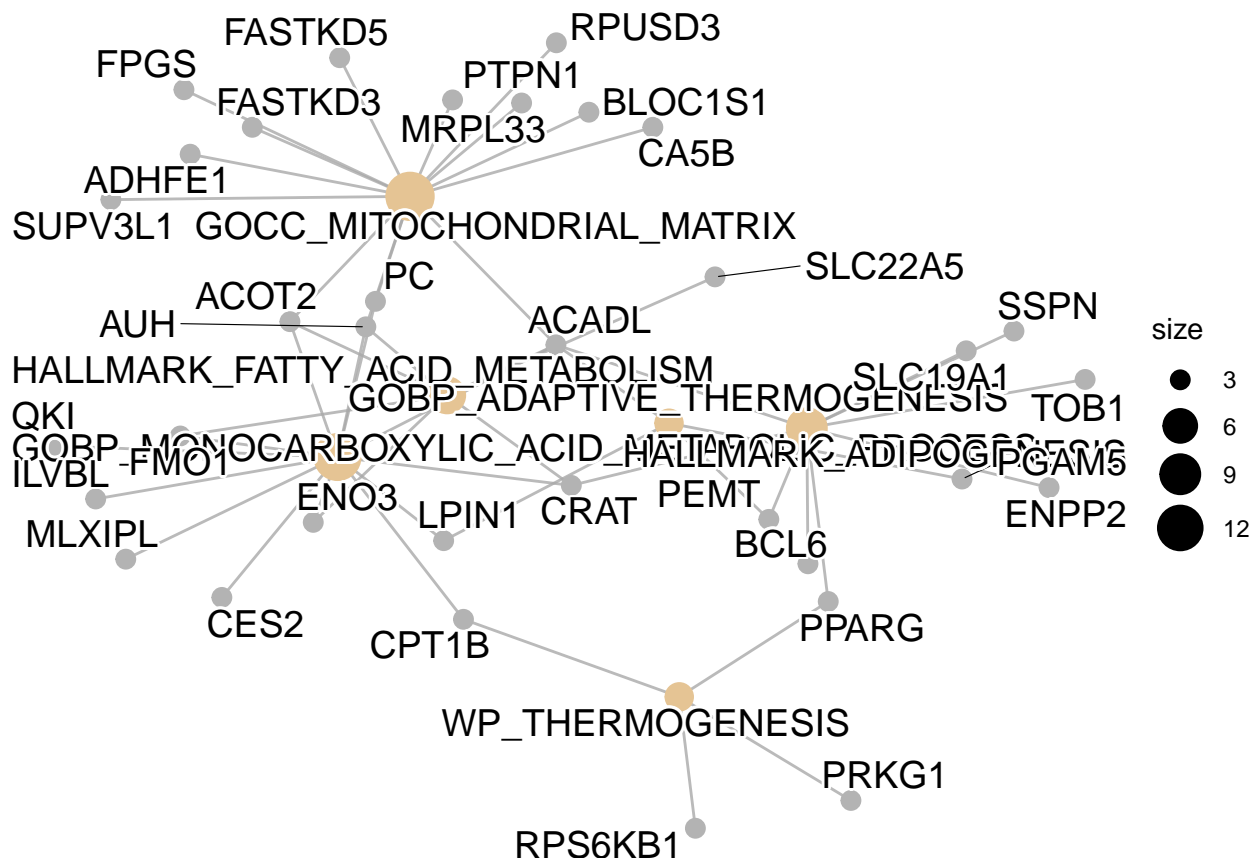 FASTKD5
RPUSD3
FPGS
PTPN1
FASTKD3
BLOC1S1
MRPL33
CA5B
ADHFE1
SUPV3L1
GOCC_MITOCHONDRIAL_MATRIX
PC
SLC22A5
ACOT2
SSPN
AUH
ACADL
size
HALLMARK_FATTY_ACID_METABOLISM
SLC19A1
3
GOBP_ADAPTIVE_THERMOGENESIS
TOB1
QKI
6
GOBP_MONOCARBOXYLIC_ACID_METABOLIC_PROCESS
HALLMARK_ADIPOGENESIS
FMO1
PGAM5
ILVBL
9
ENO3
PEMT
LPIN1
CRAT
ENPP2
12
MLXIPL
BCL6
CES2
CPT1B
PPARG
WP_THERMOGENESIS
PRKG1
RPS6KB1